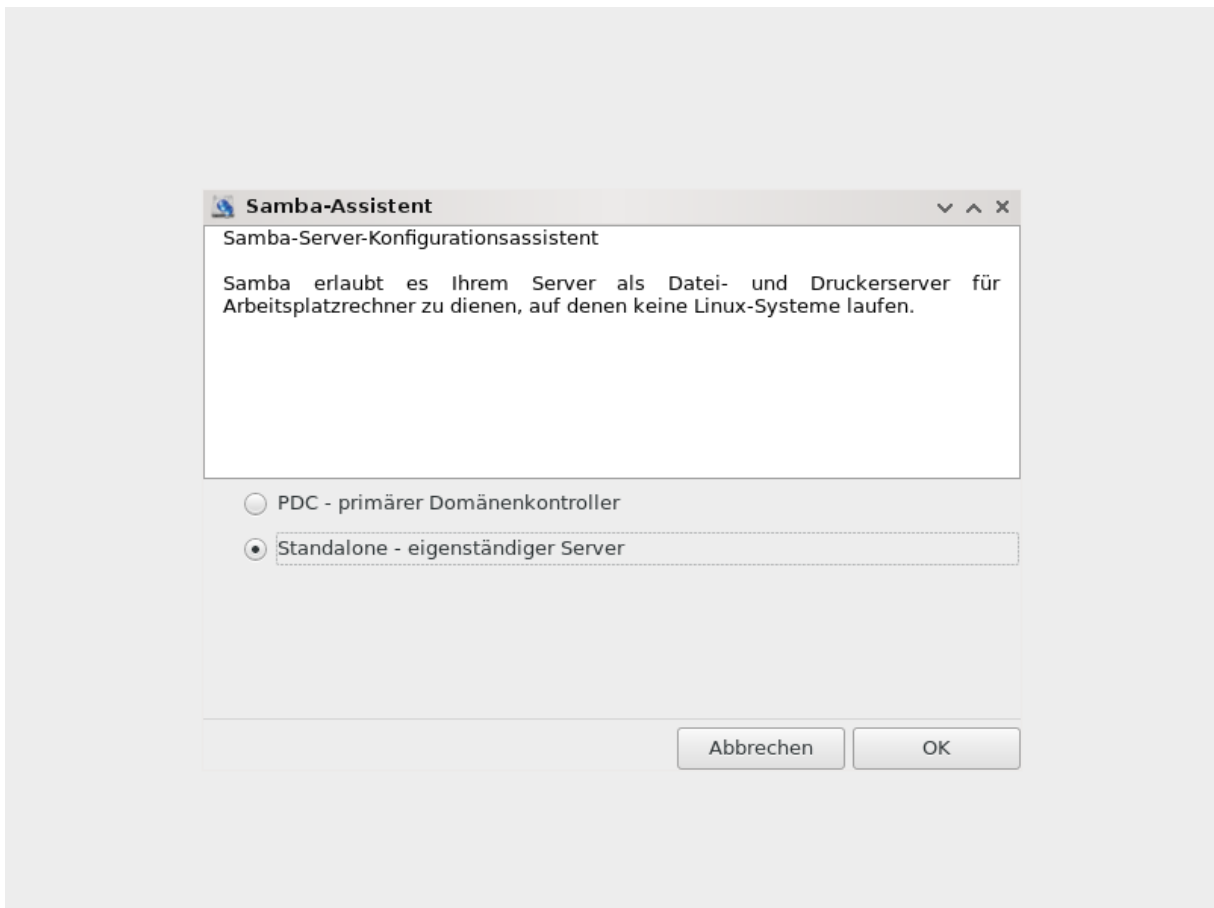 Samba-Assistent
Samba-Server-Konfigurationsassistent
Samba erlaubt es Ihrem Server als Datei- und Druckerserver für
Arbeitsplatzrechner zu dienen, auf denen keine Linux-Systeme laufen.
PDC - primärer Domänenkontroller
Standalone - eigenständiger Server
Abbrechen OK